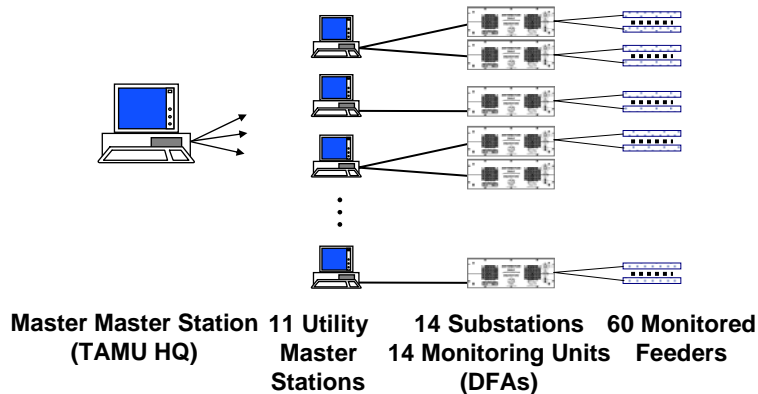 Master Master Station
(TAMU HQ)
11 Utility
Master
Stations
14 Substations
14 Monitoring Units
(DFAs)
60 Monitored
Feeders